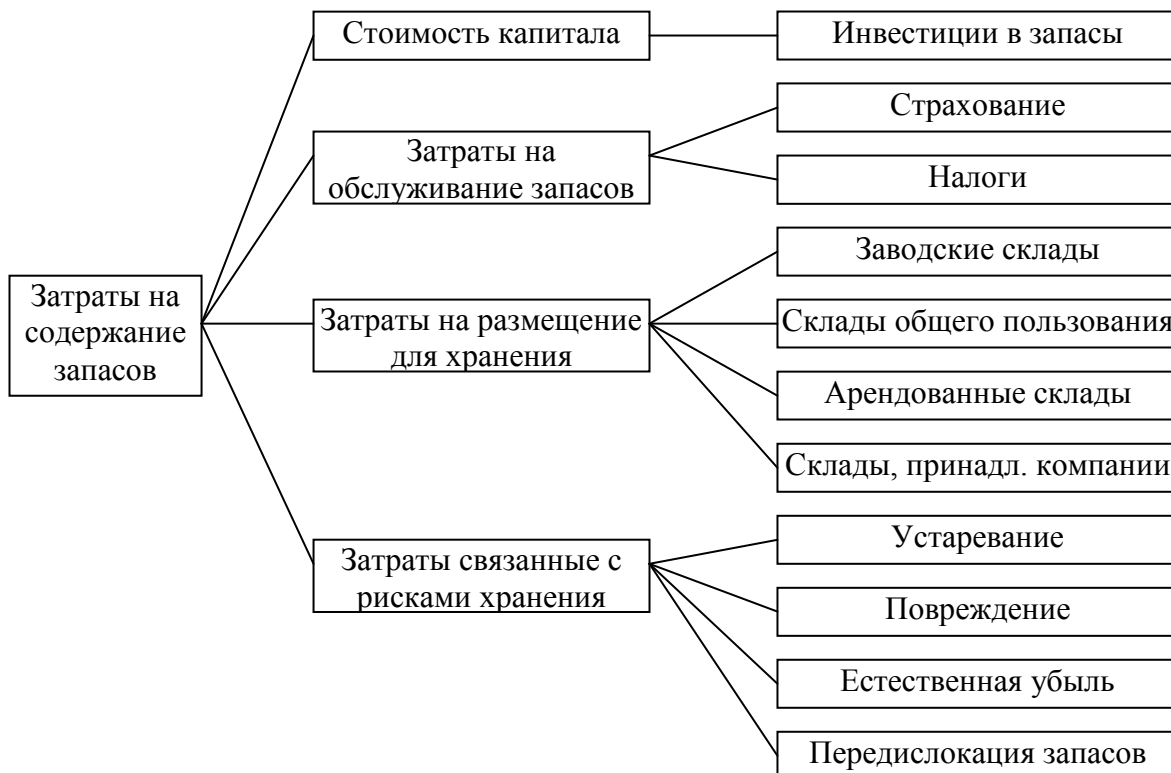 Стоимость капитала
Инвестиции в запасы
Страхование
Затраты на
обслуживание запасов
Налоги
Заводские склады
Затраты на
содержание
запасов
Затраты на размещение
для хранения
Склады общего пользования
Арендованные склады
Склады, принадл. компании
Затраты связанные с
рисками хранения
Устаревание
Повреждение
Естественная убыль
Передислокация запасов